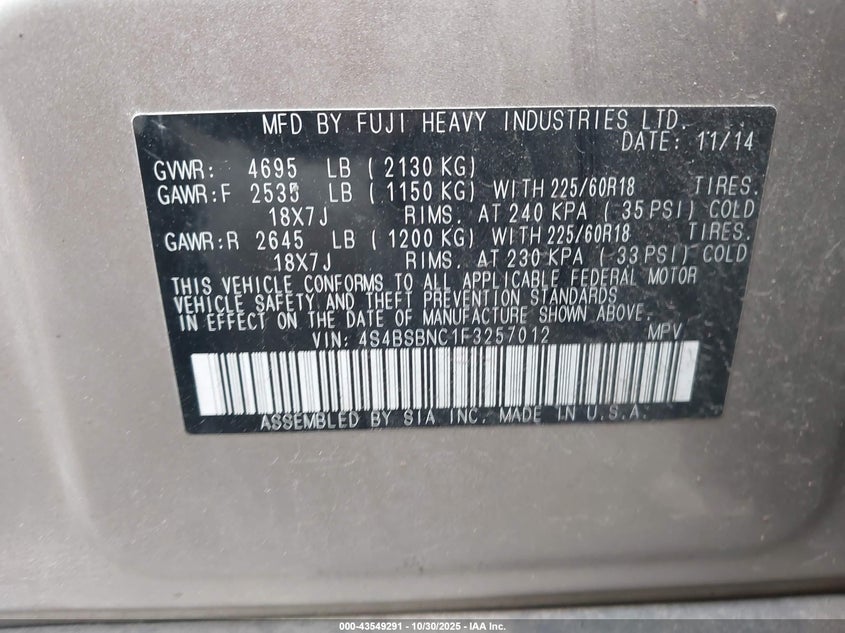 MFD BY FUJI HEAVY INDUSTRIES LTD.
DATE: 11/14
GVWR: 4695 LB ( 2130 KG)
GAWR:F 2535 LB ( 1150 KG) WITH 225/60R18 TIRES.
18X7J RIMS. AT 240 KPA ( 35 PSI) COLD
GAWR:R 2645 LB ( 1200 KG) WITH 225/60R18 TIRES.
18X7J RIMS. AT 230 KPA ( 33 PSI) COLD
THIS VEHICLE CONFORMS TO ALL APPLICABLE FEDERAL MOTOR
VEHICLE SAFETY AND THEFT PREVENTION STANDARDS
IN EFFECT ON THE DATE OF MANUFACTURE SHOWN ABOVE.
VIN: 4S4BSBNC1F3257012 MPV
ASSEMBLED BY SIA INC. MADE IN U.S.A.
000-43549291 - 10/30/2025 - IAA Inc.